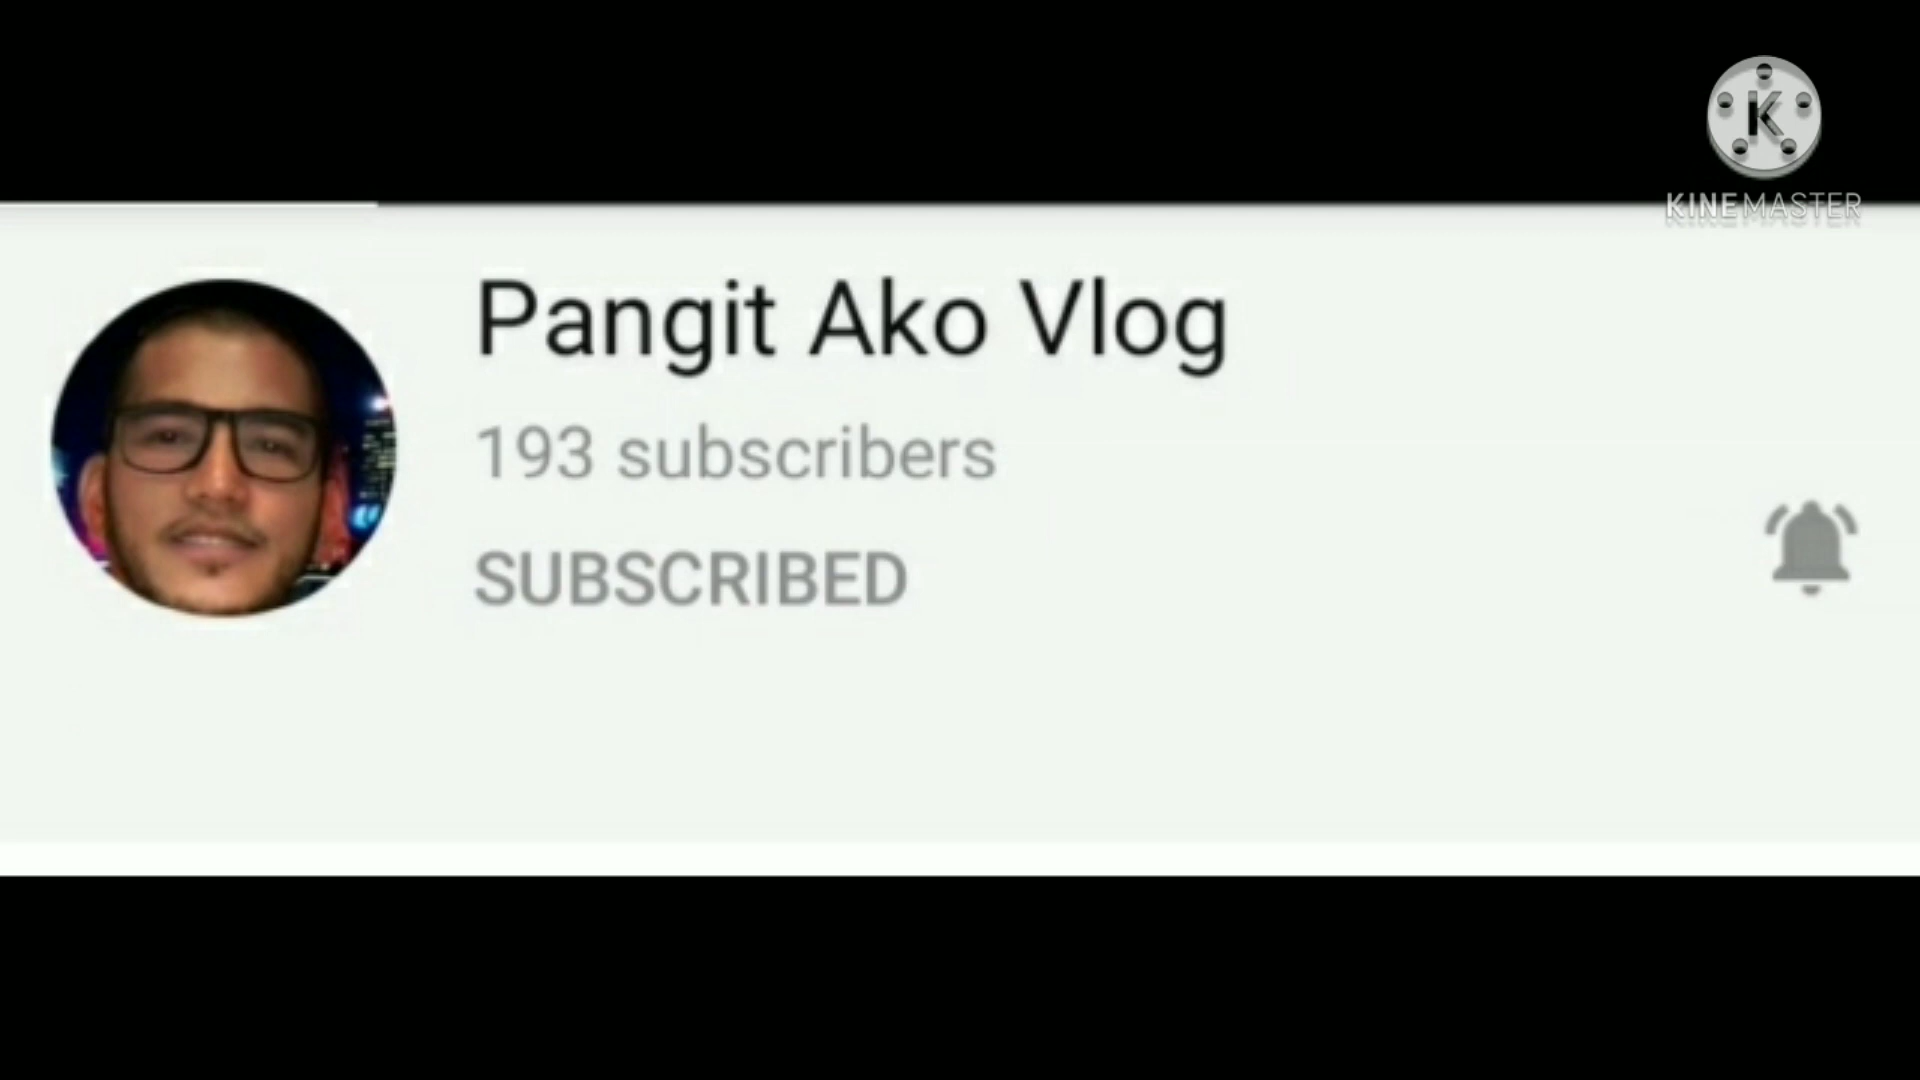 K
KINEMASTER
Pangit Ako Vlog
193 subscribers
SUBSCRIBED